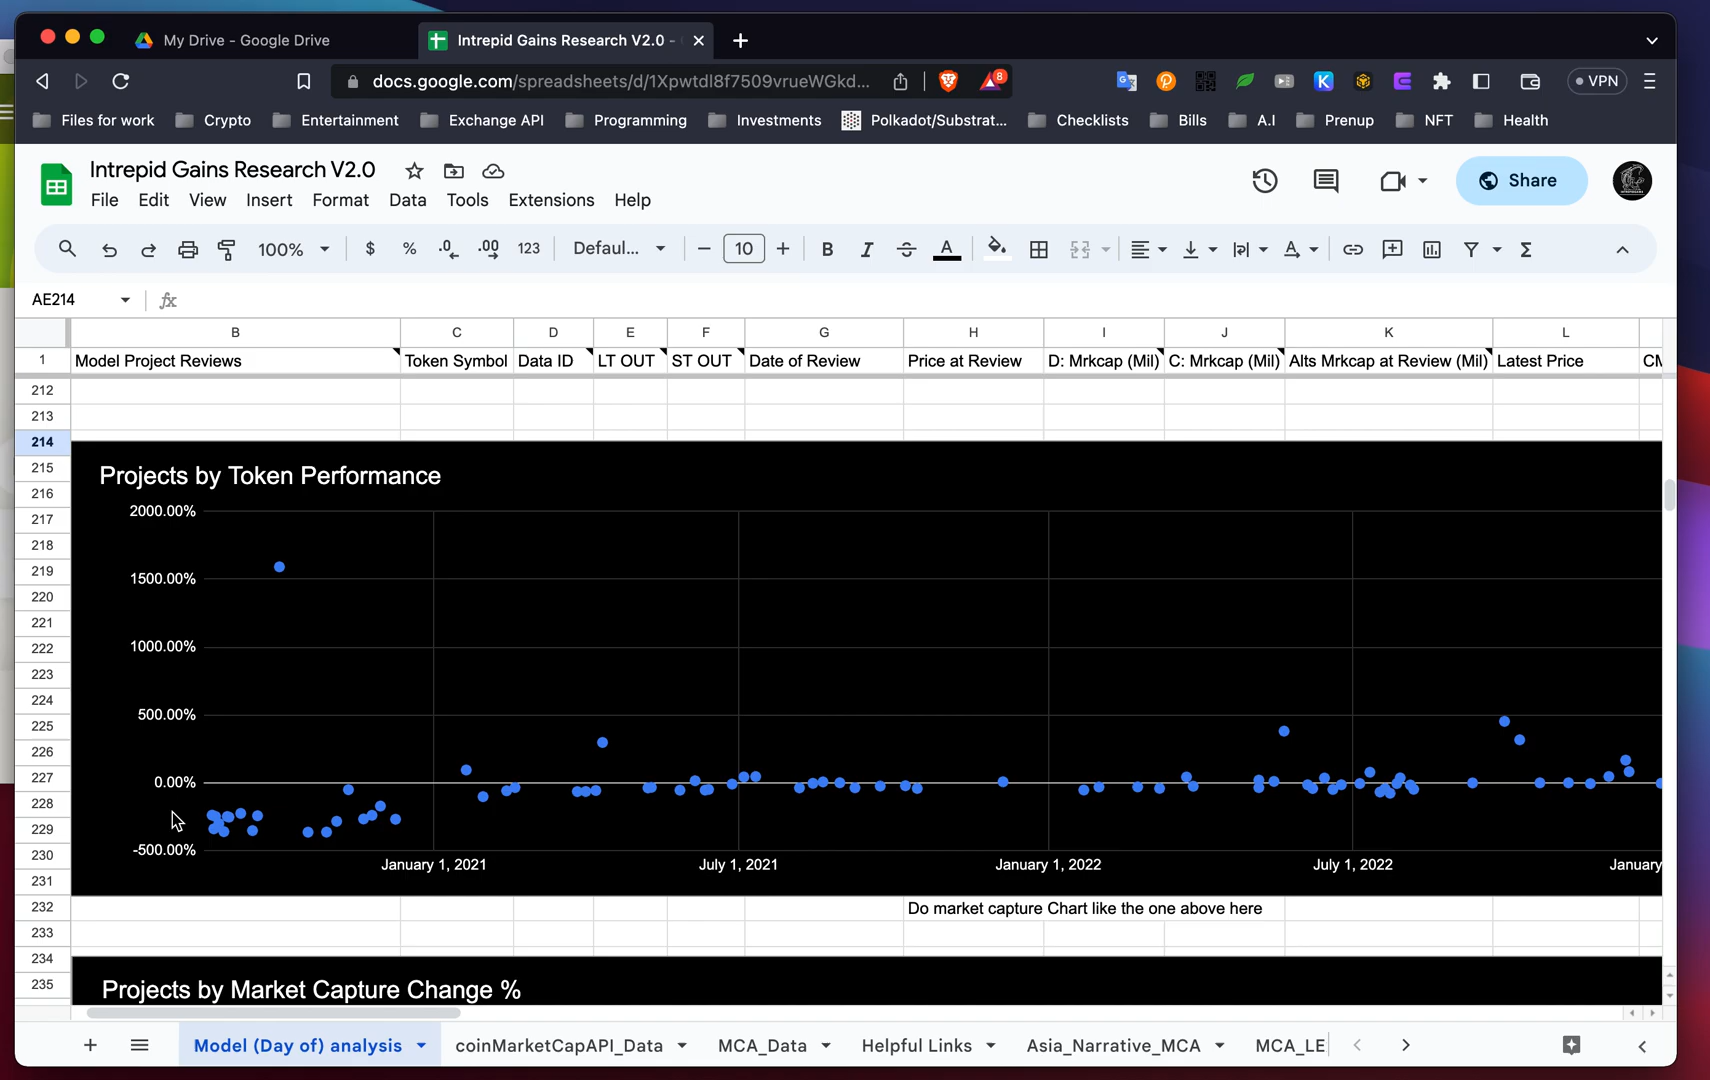 My Drive - Google Drive
Intrepid Gains Research V2.0 -
docs.google.com/spreadsheets/d/1Xpwtdl8f7509vrueWGkd...
8
VPN
Files for work
Crypto
Entertainment
Exchange API
Programming
Investments
Polkadot/Substrat...
Checklists
Bills
A.I
Prenup
NFT
Health
Intrepid Gains Research V2.0
Share
File Edit View Insert Format Data Tools Extensions Help
100% $ % .0 .00 123 Defaul... 10 B I S A
AE214 fx
B C D E F G H I J K L
1 Model Project Reviews Token Symbol Data ID LT OUT ST OUT Date of Review Price at Review D: Mrkcap (Mil) C: Mrkcap (Mil) Alts Mrkcap at Review (Mil) Latest Price
212
213
214
215
216
217
218
219
220
221
222
223
224
225
226
227
228
229
230
231
232
233
234
235
Projects by Token Performance
2000.00%
1500.00%
1000.00%
500.00%
0.00%
-500.00%
January 1, 2021 July 1, 2021 January 1, 2022 July 1, 2022 January
Do market capture Chart like the one above here
Projects by Market Capture Change %
Model (Day of) analysis coinMarketCapAPI_Data MCA_Data Helpful Links Asia_Narrative_MCA MCA_LE